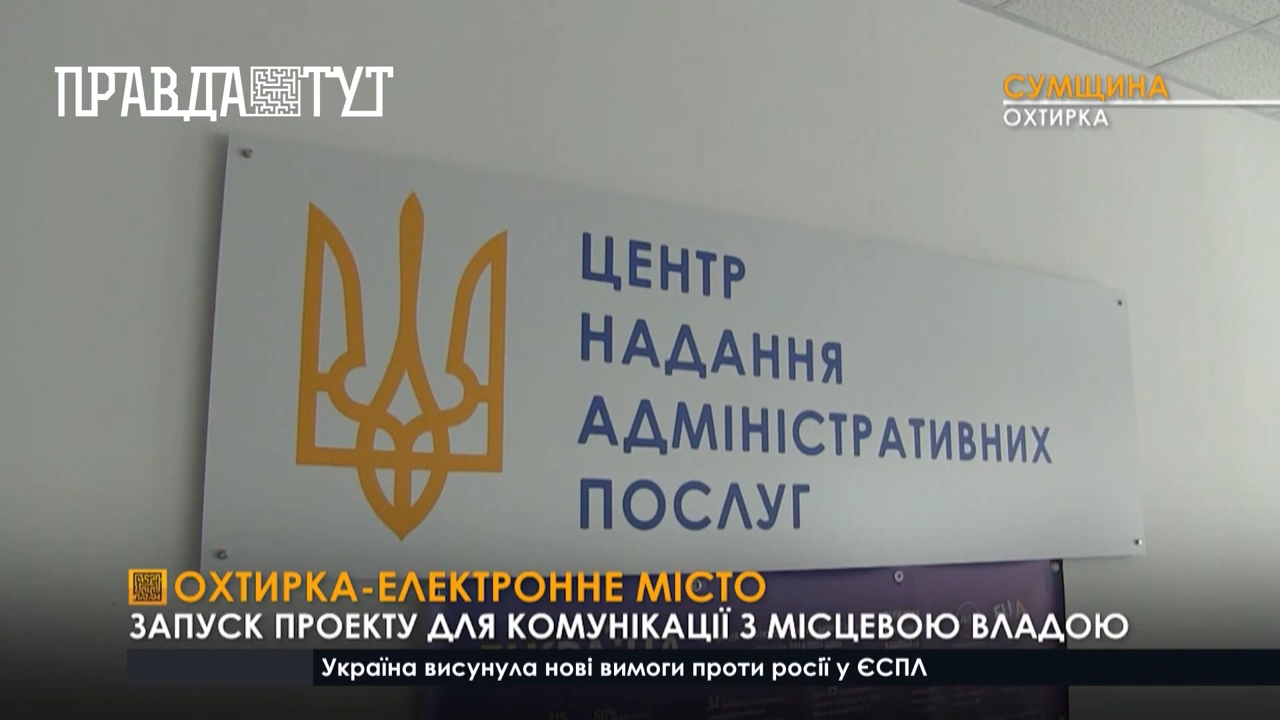 ПРАВДА ТУТ
СУМЩИНА
ОХТИРКА
ЦЕНТР
НАДАННЯ
АДМІНІСТРАТИВНИХ
ПОСЛУГ
ОХТИРКА-ЕЛЕКТРОННЕ МІСТО
ЗАПУСК ПРОЕКТУ ДЛЯ КОМУНІКАЦІЇ З МІСЦЕВОЮ ВЛАДОЮ
Україна висунула нові вимоги проти росії у ЄСПЛ